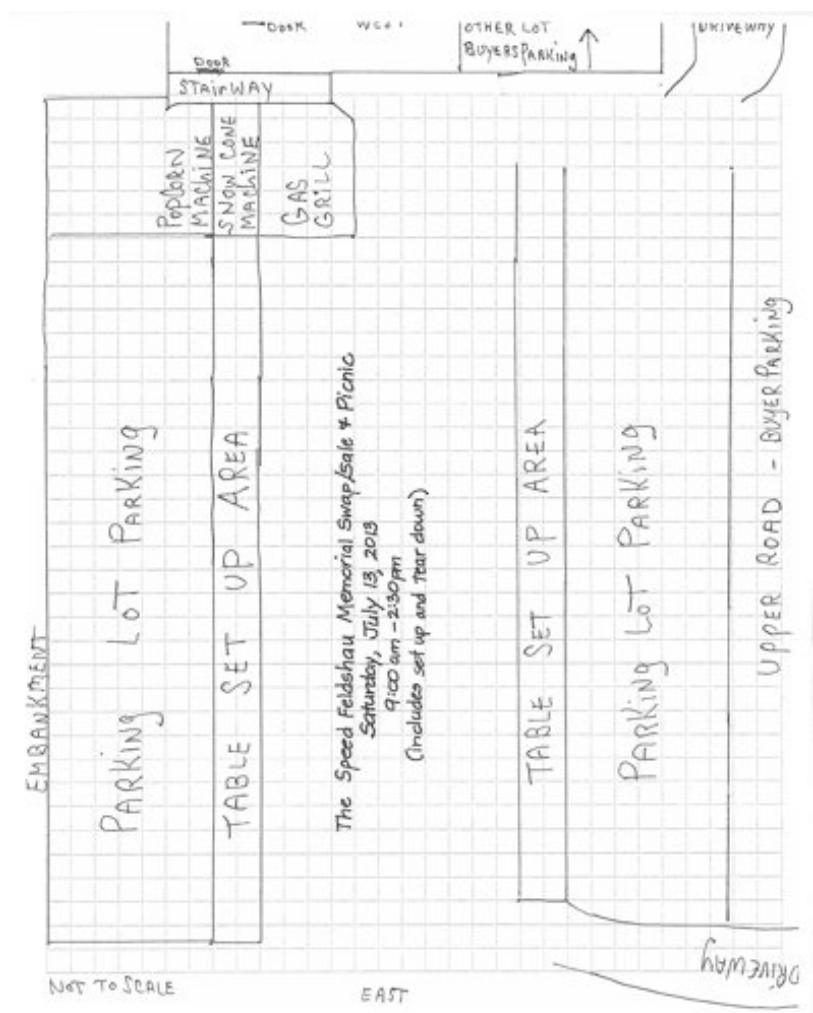 DOOR
WEST
OTHER LOT
BUYERS PARKING
DRIVEWAY
DOOR
STAIRWAY
POPCORN
MACHINE
SNOW CONE
MACHINE
GAS
GRILL
EMBANKMENT
PARKING LOT PARKING
TABLE SET UP AREA
The Speed Feldshau Memorial Swap/Sale & Picnic
Saturday, July 13, 2013
9:00 am - 2:30pm
(includes set up and tear down)
TABLE SET UP AREA
PARKING LOT PARKING
UPPER ROAD - BUYER PARKING
DRIVEWAY
NOT TO SCALE
EAST